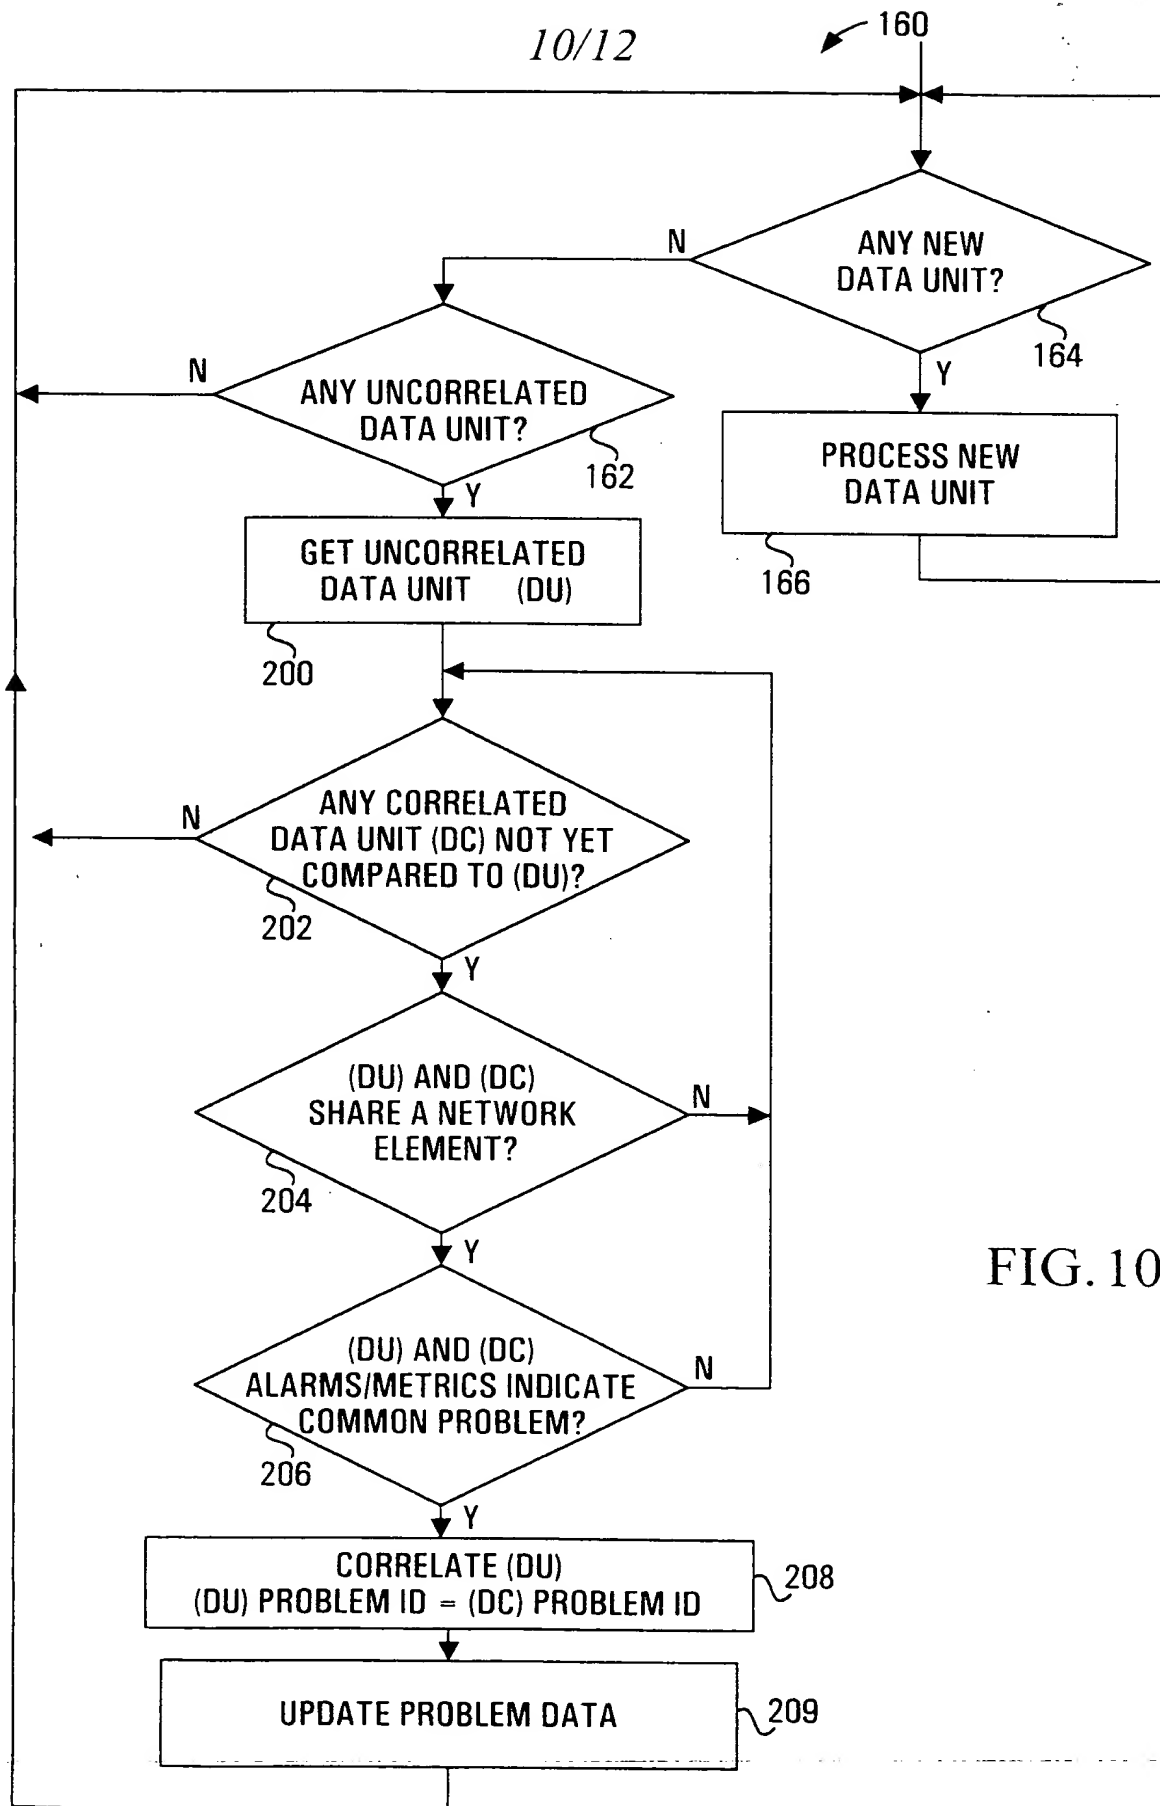 10/12
160
N
ANY NEW
DATA UNIT?
164
Y
N
ANY UNCORRELATED
DATA UNIT?
162
Y
PROCESS NEW
DATA UNIT
166
GET UNCORRELATED
DATA UNIT (DU)
200
N
ANY CORRELATED
DATA UNIT (DC) NOT YET
COMPARED TO (DU)?
202
Y
(DU) AND (DC)
SHARE A NETWORK
ELEMENT?
N
204
Y
FIG. 10
(DU) AND (DC)
ALARMS/METRICS INDICATE
COMMON PROBLEM?
N
206
Y
CORRELATE (DU)
(DU) PROBLEM ID = (DC) PROBLEM ID
208
UPDATE PROBLEM DATA
209